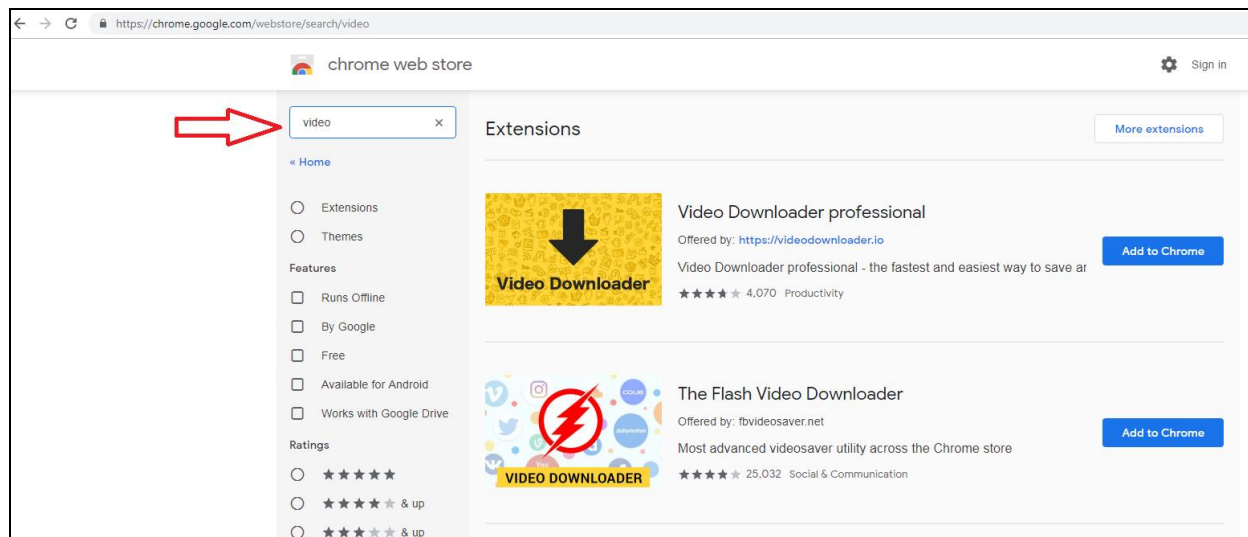 https://chrome.google.com/webstore/search/video
chrome web store
Sign in
video ×
« Home
Extensions
Themes
Features
Runs Offline
By Google
Free
Available for Android
Works with Google Drive
Ratings
& up
& up
Extensions
More extensions
Video Downloader
Video Downloader professional
Offered by: https://videodownloader.io
Video Downloader professional - the fastest and easiest way to save ar
4,070 Productivity
Add to Chrome
coub
dailymotion
You
VIDEO DOWNLOADER
The Flash Video Downloader
Offered by: fbvideosaver.net
Most advanced videosaver utility across the Chrome store
25,032 Social & Communication
Add to Chrome